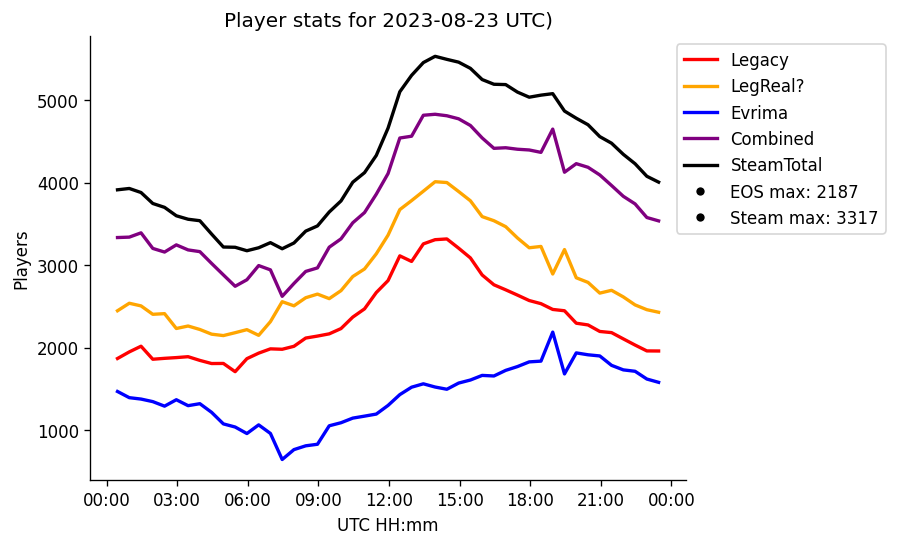 Player stats for 2023-08-23 UTC)
Players
5000
4000
3000
2000
1000
00:00 03:00 06:00 09:00 12:00 15:00 18:00 21:00 00:00
UTC HH:mm
Legacy
LegReal?
Evrima
Combined
SteamTotal
EOS max: 2187
Steam max: 3317